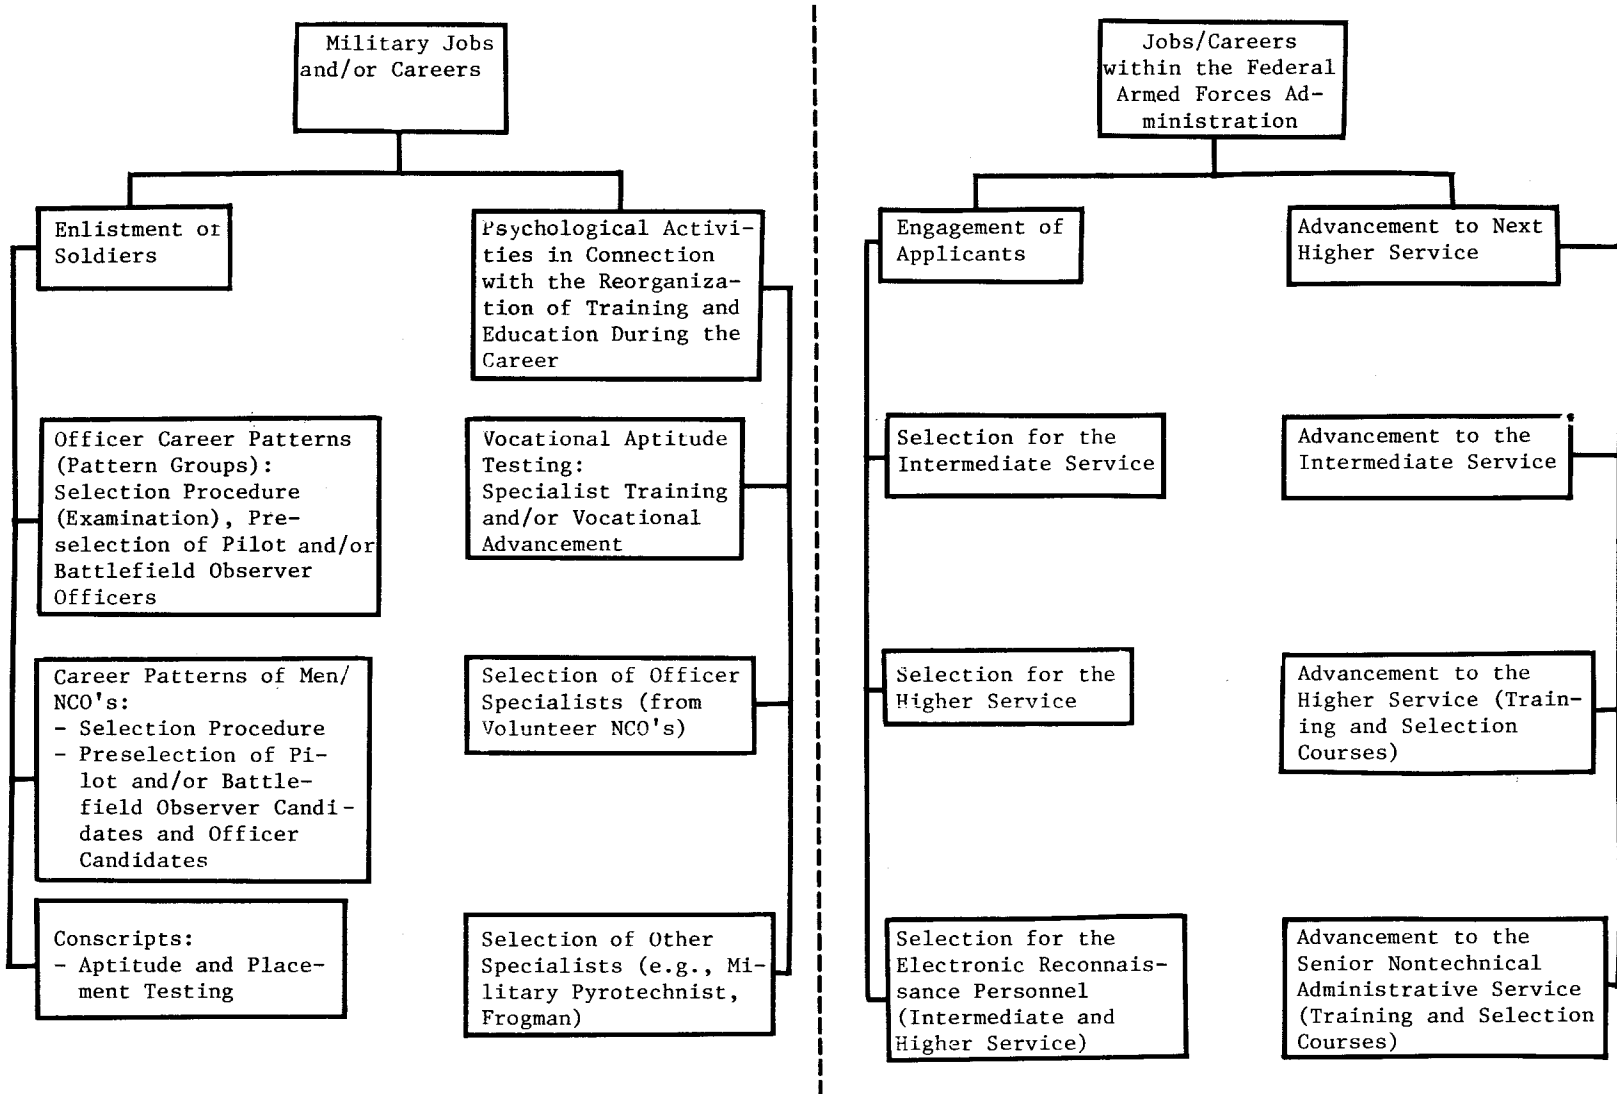 Military Jobs
and/or Careers
Enlistment of
Soldiers
Psychological Activi-
ties in Connection
with the Reorganiza-
tion of Training and
Education During the
Career
Officer Career Patterns
(Pattern Groups):
Selection Procedure
(Examination), Pre-
selection of Pilot and/or
Battlefield Observer
Officers
Vocational Aptitude
Testing:
Specialist Training
and/or Vocational
Advancement
Career Patterns of Men/
NCO's:
- Selection Procedure
- Preselection of Pi-
lot and/or Battle-
field Observer Candi-
dates and Officer
Candidates
Selection of Officer
Specialists (from
Volunteer NCO's)
Conscripts:
- Aptitude and Place-
ment Testing
Selection of Other
Specialists (e.g., Mi-
litary Pyrotechnist,
Frogman)
Jobs/Careers
within the Federal
Armed Forces Ad-
ministration
Engagement of
Applicants
Advancement to Next
Higher Service
Selection for the
Intermediate Service
Advancement to the
Intermediate Service
Selection for the
Higher Service
Advancement to the
Higher Service (Train-
ing and Selection
Courses)
Selection for the
Electronic Reconnais-
sance Personnel
(Intermediate and
Higher Service)
Advancement to the
Senior Nontechnical
Administrative Service
(Training and Selection
Courses)